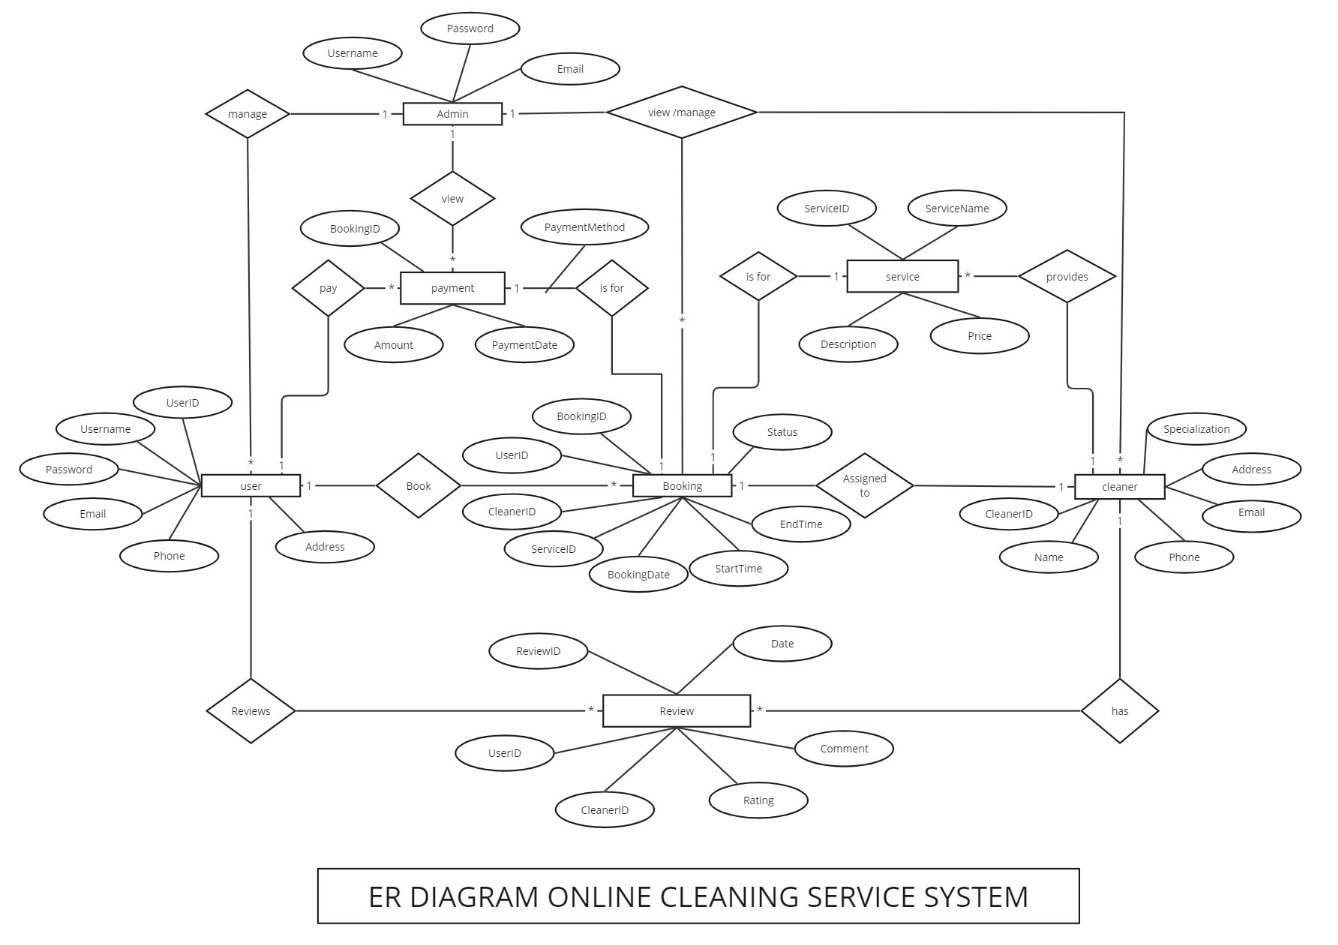 Password
Username
Email
manage
1
Admin
1
view /manage
1
view
ServiceID
ServiceName
BookingID
PaymentMethod
*
is for
1
service
*
provides
pay
*
payment
1
is for
*
Amount
PaymentDate
Description
Price
UserID
BookingID
Username
Status
Specialization
UserID
*
1
1
1
1
*
Password
Address
user
1
Book
*
Booking
1
Assigned
to
1
cleaner
Email
1
CleanerID
EndTime
CleanerID
1
Email
Phone
Address
ServiceID
BookingDate
StartTime
Name
Phone
ReviewID
Date
Reviews
*
Review
*
has
UserID
Comment
CleanerID
Rating
ER DIAGRAM ONLINE CLEANING SERVICE SYSTEM